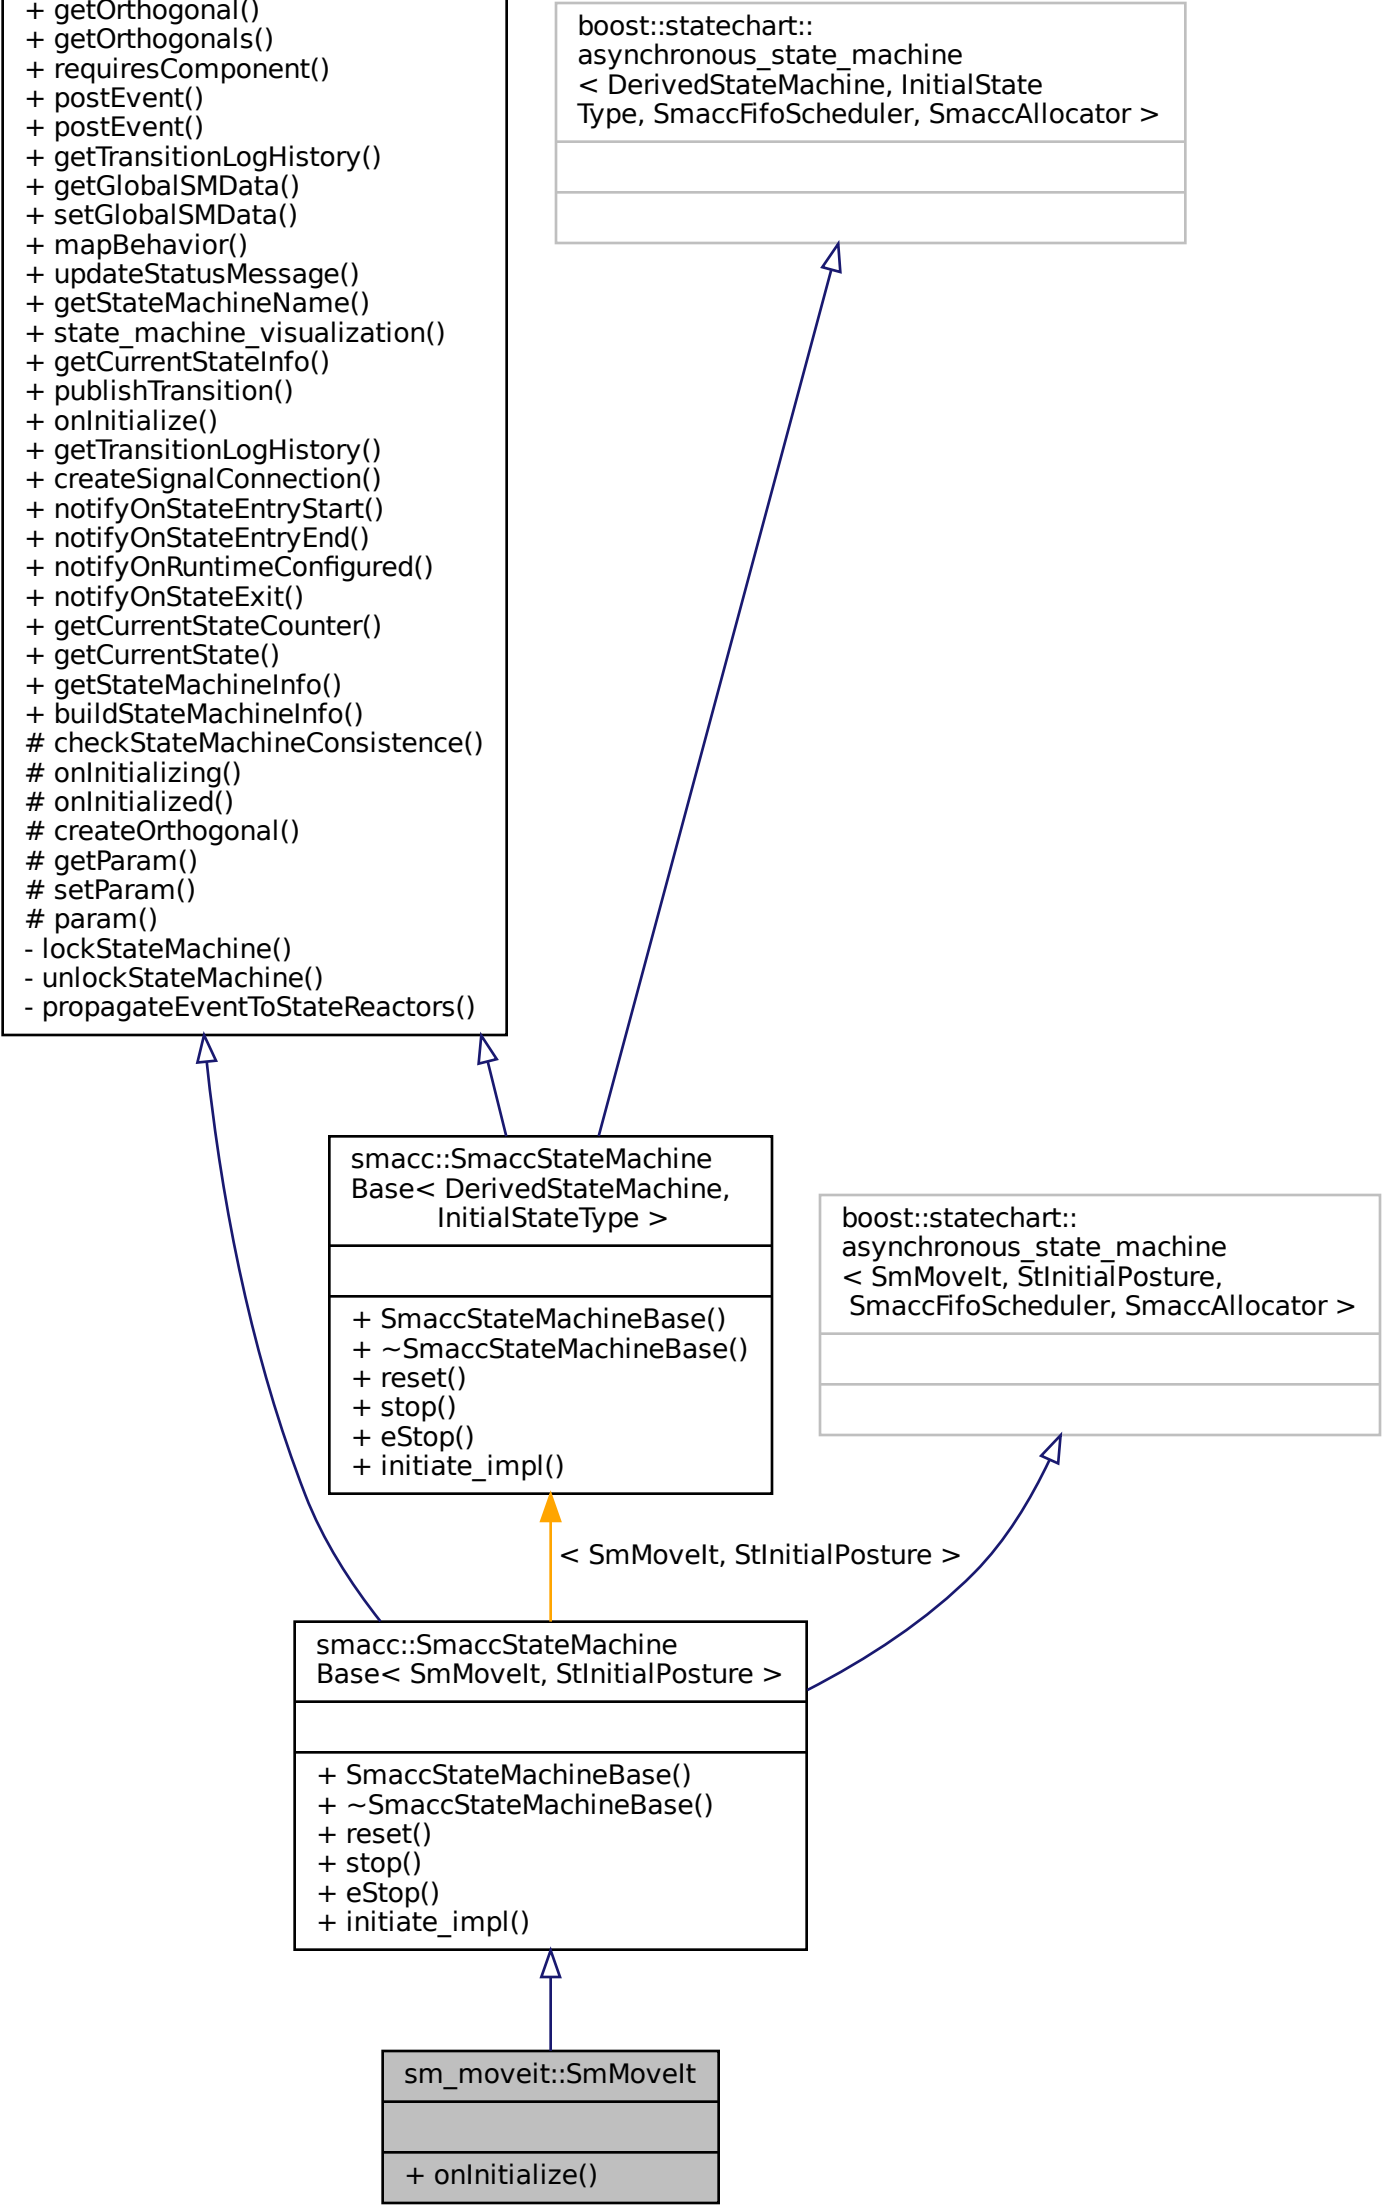 + getOrthogonal()
+ getOrthogonals()
+ requiresComponent()
+ postEvent()
+ postEvent()
+ getTransitionLogHistory()
+ getGlobalSMData()
+ setGlobalSMData()
+ mapBehavior()
+ updateStatusMessage()
+ getStateMachineName()
+ state_machine_visualization()
+ getCurrentStateInfo()
+ publishTransition()
+ onInitialize()
+ getTransitionLogHistory()
+ createSignalConnection()
+ notifyOnStateEntryStart()
+ notifyOnStateEntryEnd()
+ notifyOnRuntimeConfigured()
+ notifyOnStateExit()
+ getCurrentStateCounter()
+ getCurrentState()
+ getStateMachineInfo()
+ buildStateMachineInfo()
# checkStateMachineConsistence()
# onInitializing()
# onInitialized()
# createOrthogonal()
# getParam()
# setParam()
# param()
- lockStateMachine()
- unlockStateMachine()
- propagateEventToStateReactors()
boost::statechart::
asynchronous_state_machine
< DerivedStateMachine, InitialState
Type, SmaccFifoScheduler, SmaccAllocator >
smacc::SmaccStateMachine
Base< DerivedStateMachine,
InitialStateType >
+ SmaccStateMachineBase()
+ ~SmaccStateMachineBase()
+ reset()
+ stop()
+ eStop()
+ initiate_impl()
boost::statechart::
asynchronous_state_machine
< SmMoveIt, StInitialPosture,
SmaccFifoScheduler, SmaccAllocator >
< SmMoveIt, StInitialPosture >
smacc::SmaccStateMachine
Base< SmMoveIt, StInitialPosture >
+ SmaccStateMachineBase()
+ ~SmaccStateMachineBase()
+ reset()
+ stop()
+ eStop()
+ initiate_impl()
sm_moveit::SmMoveIt
+ onInitialize()